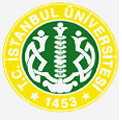 T.C. İSTANBUL ÜNİVERSİTESİ
1453